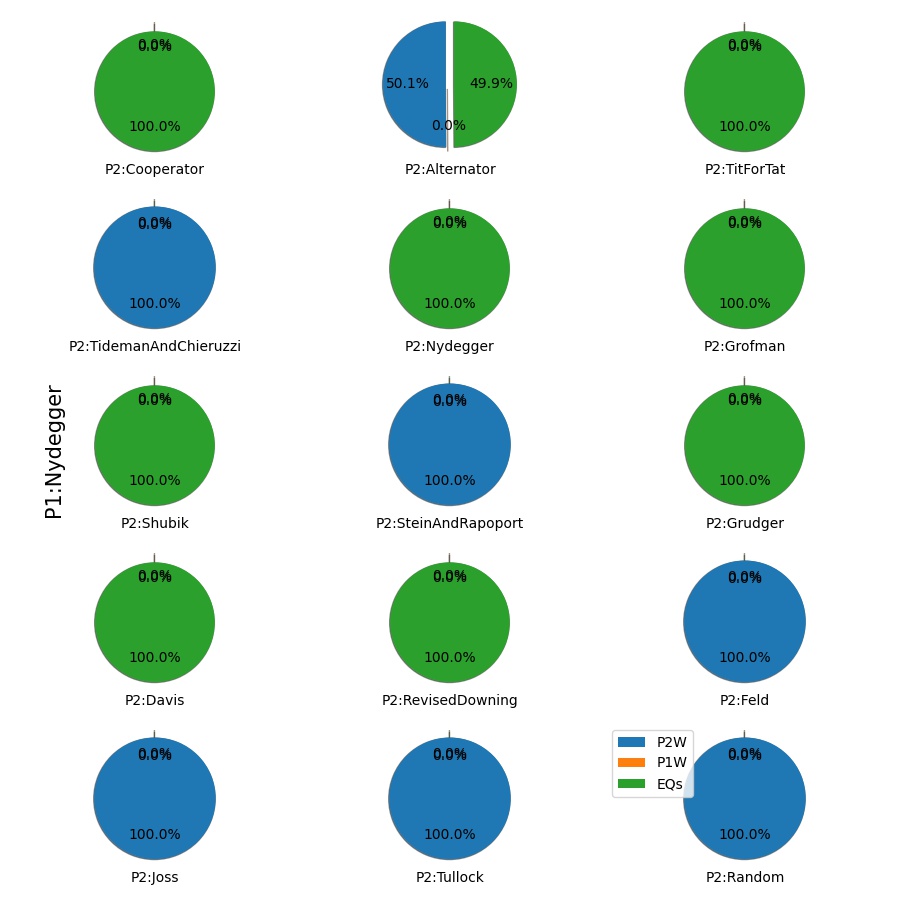 0.0%
0.0%
100.0%
P2:Cooperator
50.1%
49.9%
0.0%
P2:Alternator
0.0%
0.0%
100.0%
P2:TitForTat
0.0%
0.0%
100.0%
P2:TidemanAndChieruzzi
0.0%
0.0%
100.0%
P2:Nydegger
0.0%
0.0%
100.0%
P2:Grofman
P1:Nydegger
0.0%
0.0%
100.0%
P2:Shubik
0.0%
0.0%
100.0%
P2:SteinAndRapoport
0.0%
0.0%
100.0%
P2:Grudger
0.0%
0.0%
100.0%
P2:Davis
0.0%
0.0%
100.0%
P2:RevisedDowning
0.0%
0.0%
100.0%
P2:Feld
0.0%
0.0%
100.0%
P2:Joss
0.0%
0.0%
100.0%
P2:Tullock
P2W
P1W
EQs
0.0%
0.0%
100.0%
P2:Random